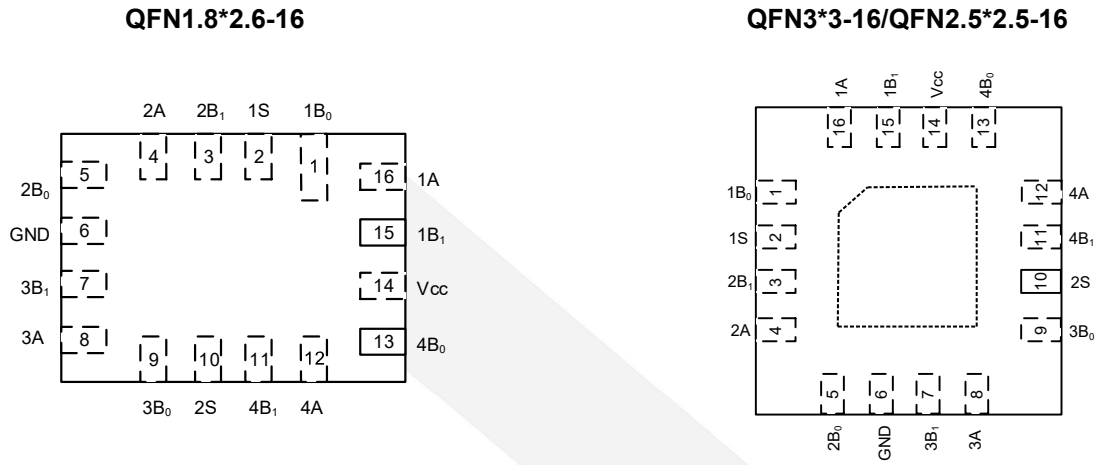 QFN1.8*2.6-16
2A 2B₁ 1S 1B₀
4 3 2 1
5 16 1A
2B₀
GND 6 15 1B₁
3B₁ 7 14 Vcc
3A 8 13 4B₀
9 10 11 12
3B₀ 2S 4B₁ 4A
QFN3*3-16/QFN2.5*2.5-16
1A 1B₁ Vcc 4B₀
16 15 14 13
1B₀ 1 12 4A
1S 2 11 4B₁
2B₁ 3 10 2S
2A 4 9 3B₀
5 6 7 8
2B₀ GND 3B₁ 3A